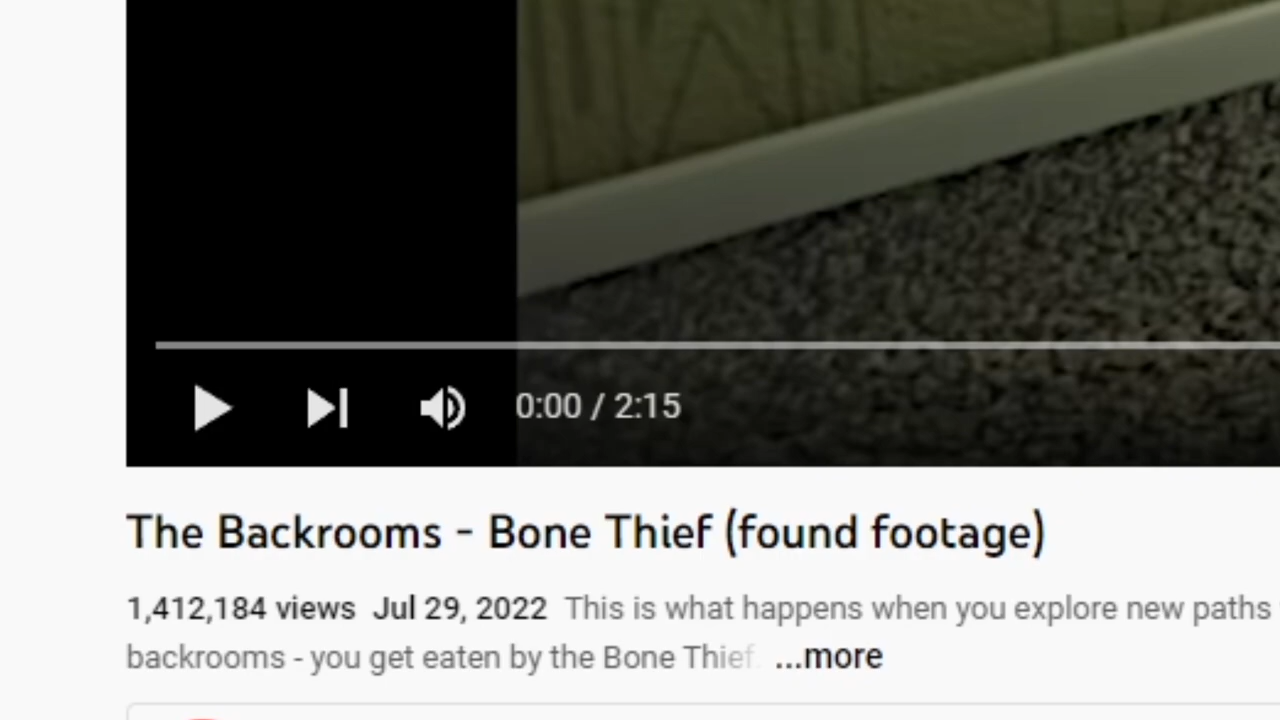 0:00 / 2:15
The Backrooms - Bone Thief (found footage)
1,412,184 views Jul 29, 2022 This is what happens when you explore new paths
backrooms - you get eaten by the Bone Thief. ...more